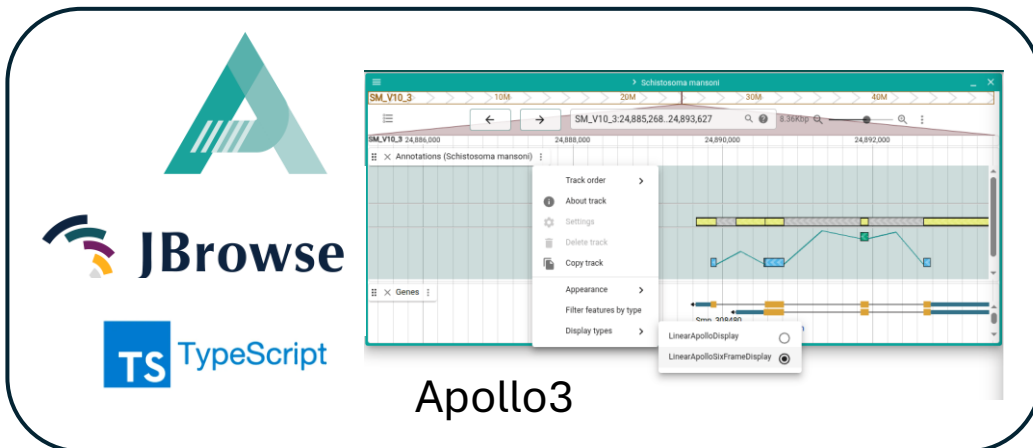 JBrowse
TS TypeScript
Schistosoma mansoni
SM_V10_3 10M 20M 30M 40M
SM_V10_3:24,885,268..24,893,627 8.36Kbp
SM_V10_3 24,886,000 24,888,000 24,890,000 24,892,000
Annotations (Schistosoma mansoni)
Track order
About track
Settings
Delete track
Copy track
Appearance
Filter features by type
Display types
Genes
Smp_308480
LinearApolloDisplay
LinearApolloSixFrameDisplay
Apollo3